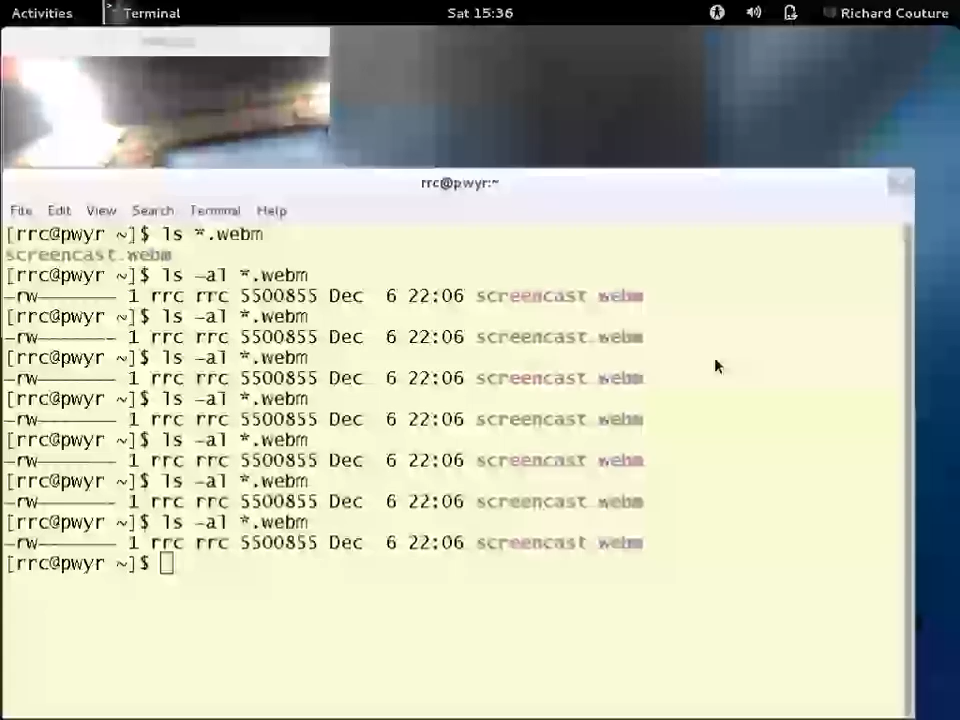 Activities Terminal Sat 15:36 Richard Couture
rrc@pwyr:~
File Edit View Search Terminal Help
[rrc@pwyr ~]$ ls *.webm
screencast.webm
[rrc@pwyr ~]$ ls -al *.webm
-rw------- 1 rrc rrc 5500855 Dec  6 22:06 screencast.webm
[rrc@pwyr ~]$ ls -al *.webm
-rw------- 1 rrc rrc 5500855 Dec  6 22:06 screencast.webm
[rrc@pwyr ~]$ ls -al *.webm
-rw------- 1 rrc rrc 5500855 Dec  6 22:06 screencast.webm
[rrc@pwyr ~]$ ls -al *.webm
-rw------- 1 rrc rrc 5500855 Dec  6 22:06 screencast.webm
[rrc@pwyr ~]$ ls -al *.webm
-rw------- 1 rrc rrc 5500855 Dec  6 22:06 screencast.webm
[rrc@pwyr ~]$ ls -al *.webm
-rw------- 1 rrc rrc 5500855 Dec  6 22:06 screencast.webm
[rrc@pwyr ~]$ ls -al *.webm
-rw------- 1 rrc rrc 5500855 Dec  6 22:06 screencast.webm
[rrc@pwyr ~]$